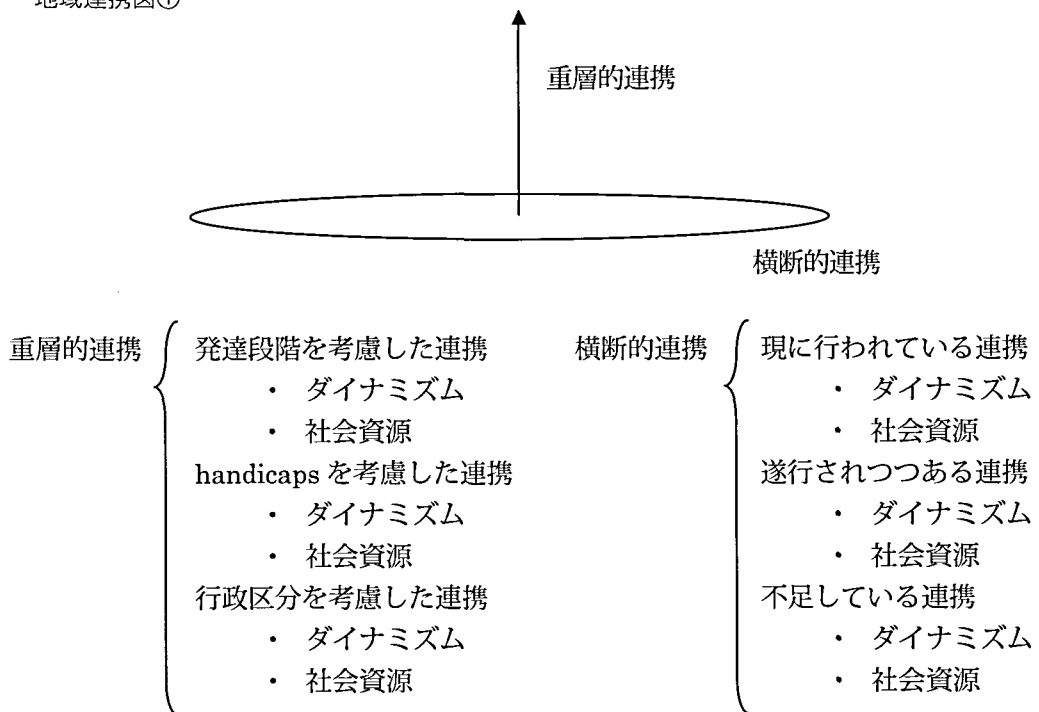 地域連携図①
重層的連携
横断的連携
重層的連携
発達段階を考慮した連携
・ ダイナミズム
・ 社会資源
handicaps を考慮した連携
・ ダイナミズム
・ 社会資源
行政区分を考慮した連携
・ ダイナミズム
・ 社会資源
横断的連携
現に行われている連携
・ ダイナミズム
・ 社会資源
遂行されつつある連携
・ ダイナミズム
・ 社会資源
不足している連携
・ ダイナミズム
・ 社会資源